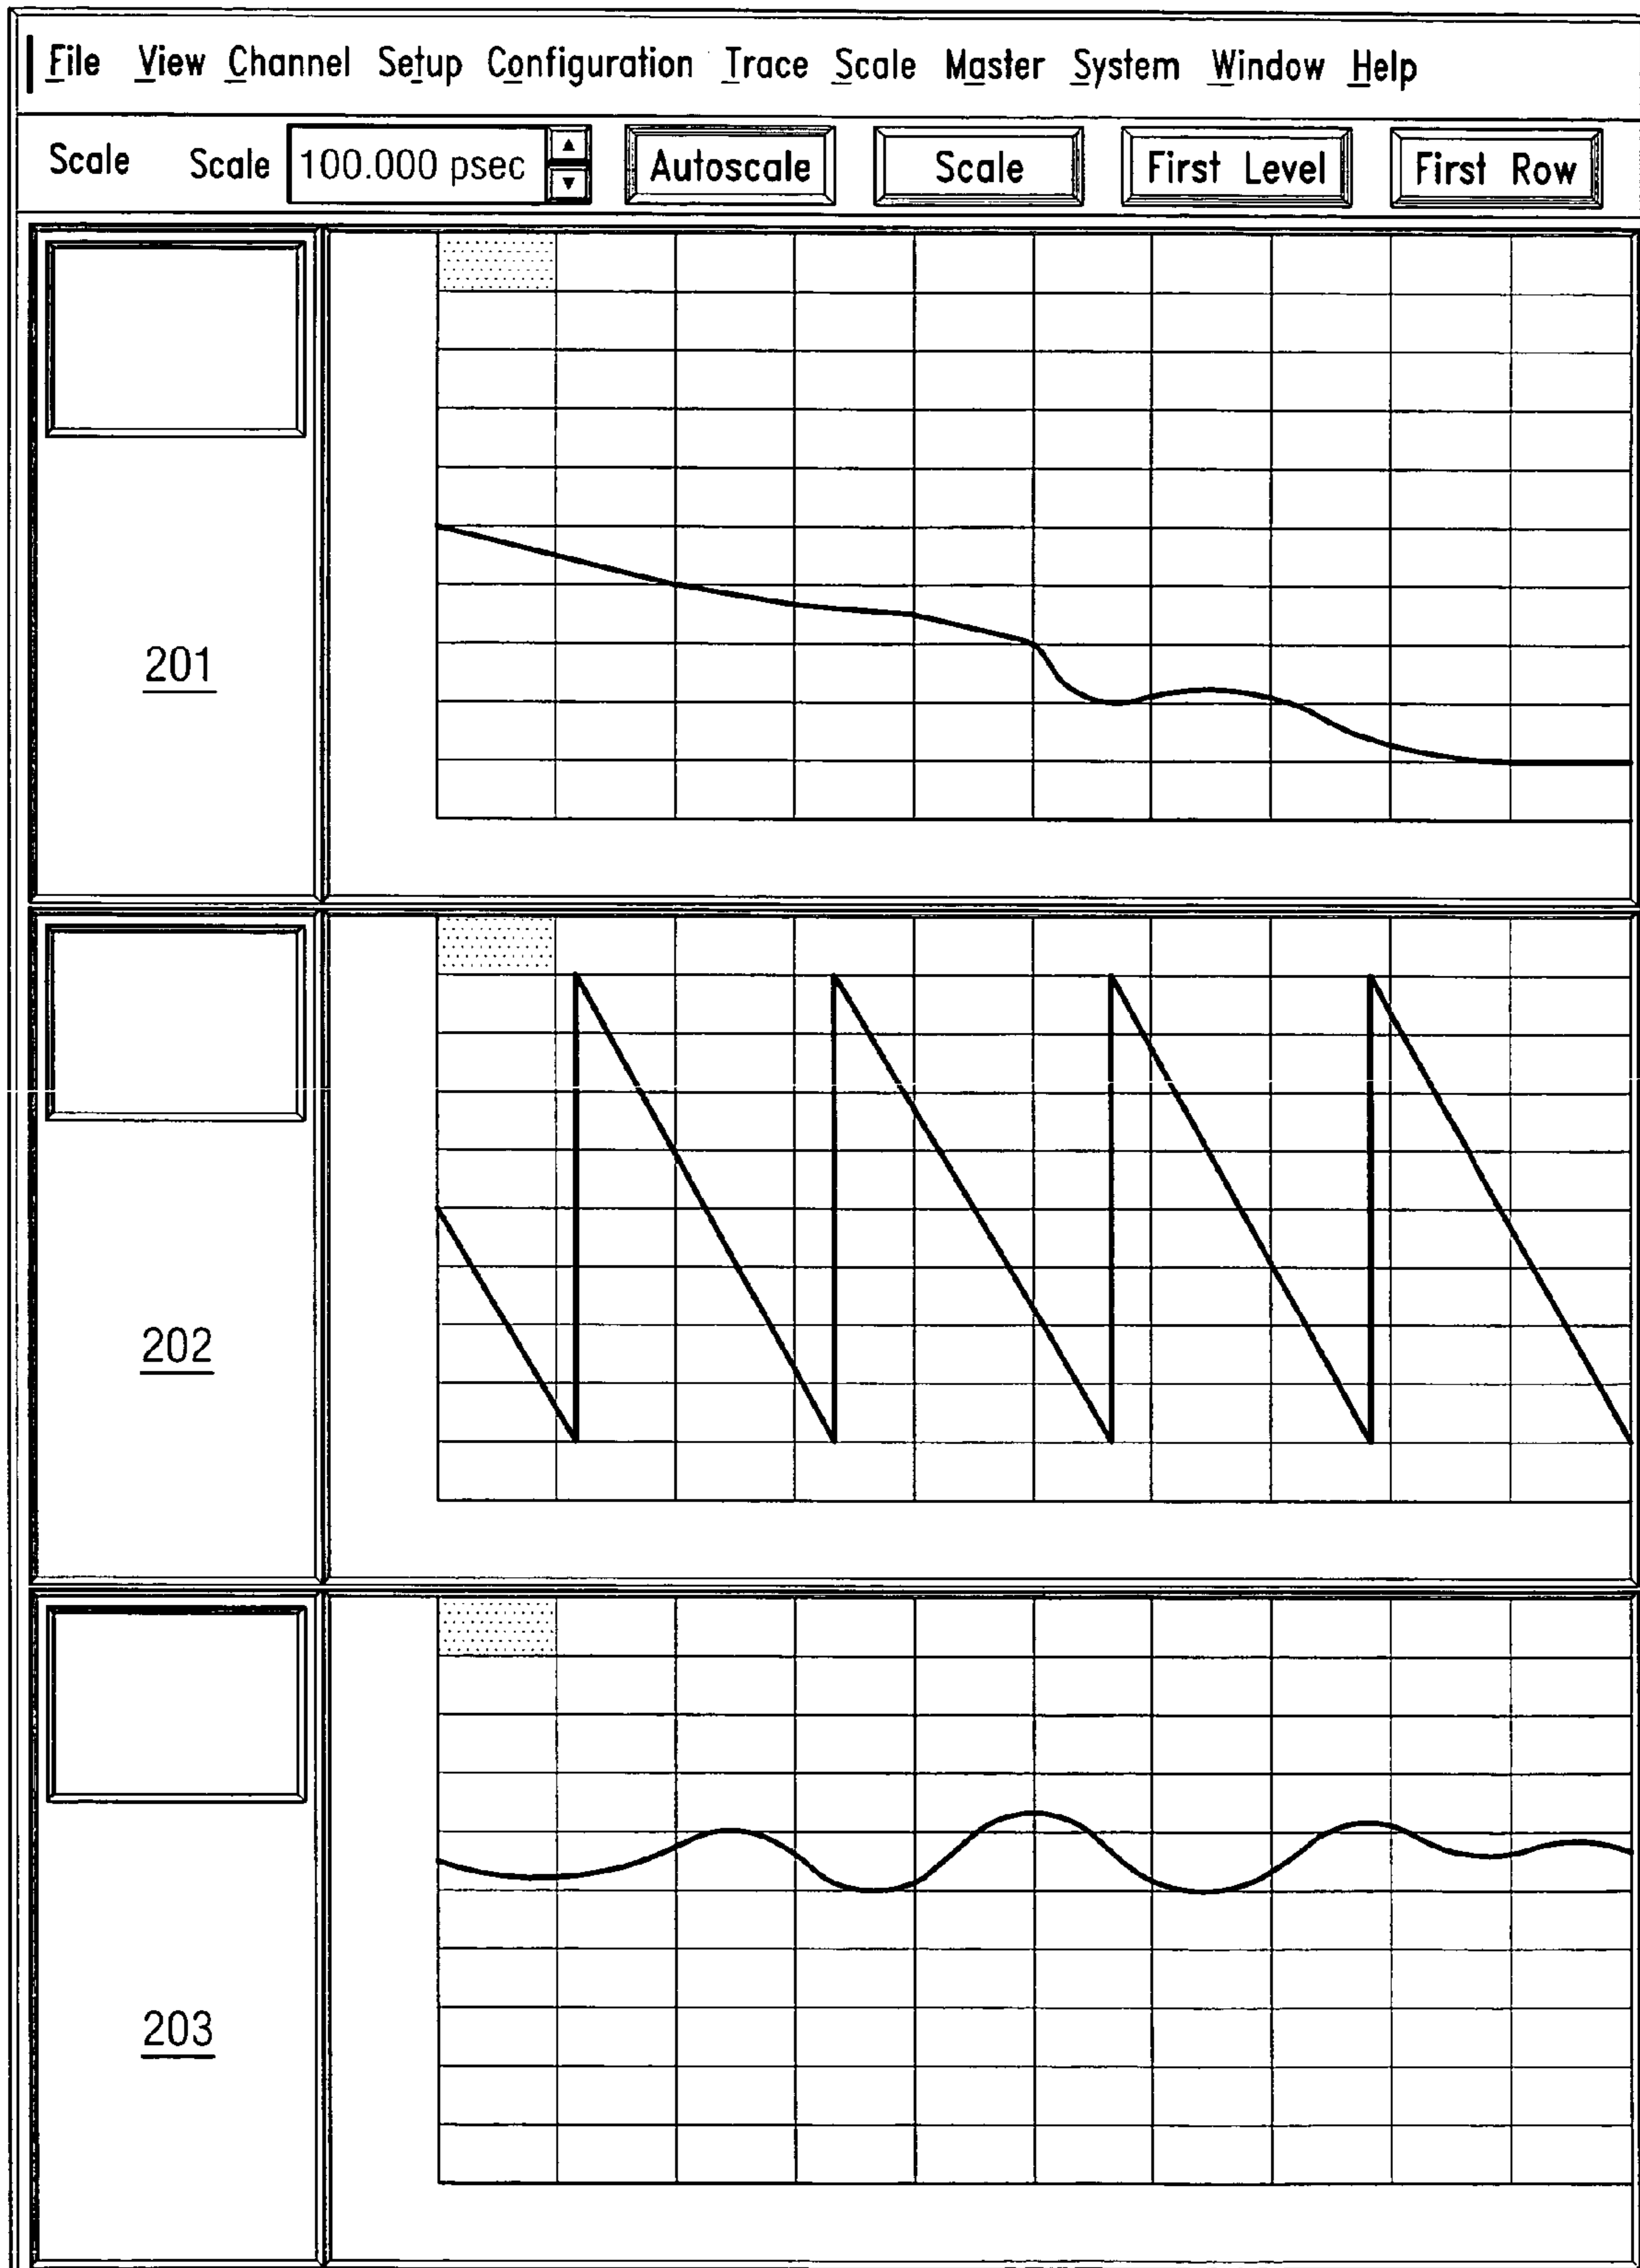 File View Channel Setup Configuration Trace Scale Master System Window Help
Scale Scale 100.000 psec Autoscale Scale First Level First Row
201
202
203